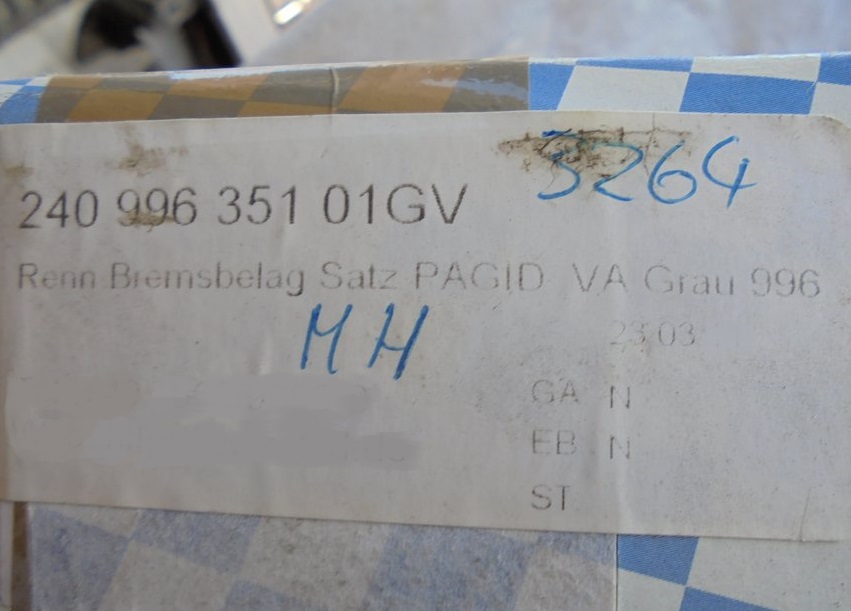 3264
240 996 351 01GV
Renn Bremsbelag Satz PAGID VA Grau 996
MH
23 03
GA N
EB N
ST